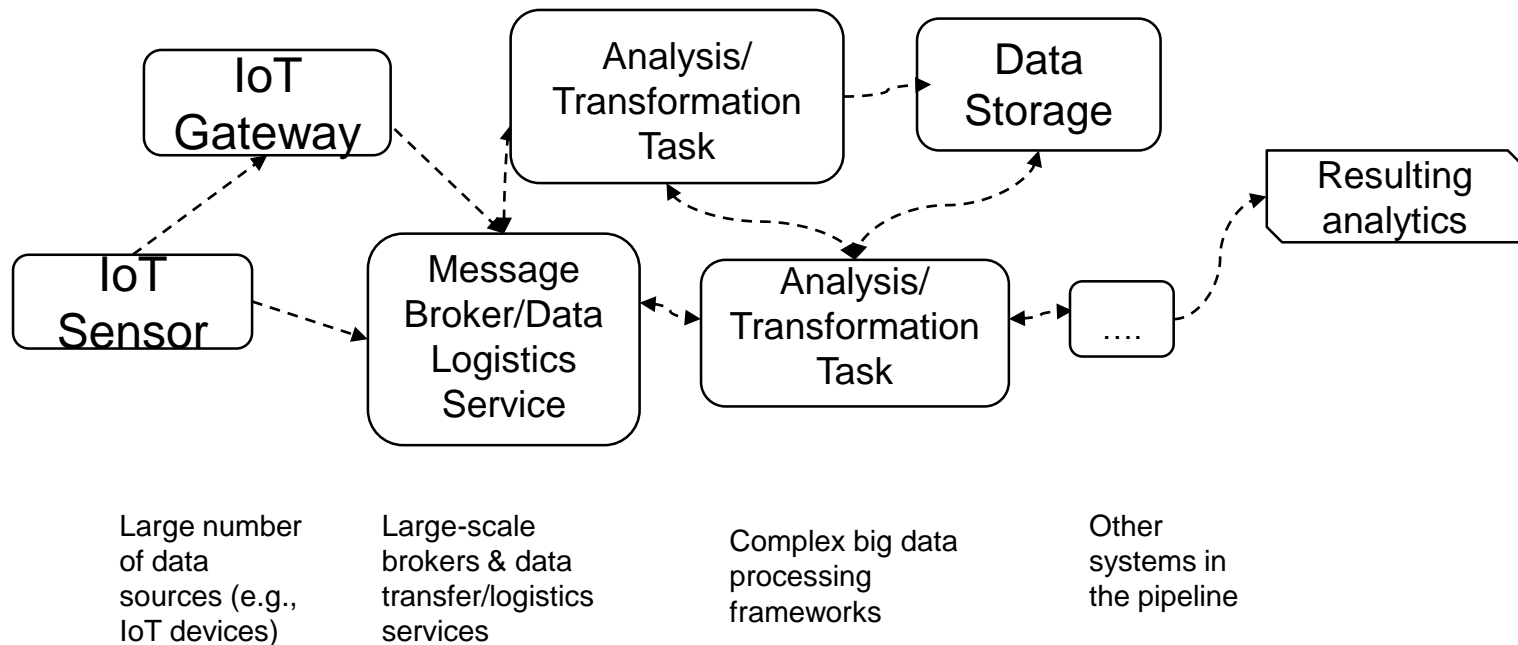 IoT
Gateway
Analysis/
Transformation
Task
Data
Storage
Resulting
analytics
IoT
Sensor
Message
Broker/Data
Logistics
Service
Analysis/
Transformation
Task
....
Large number
of data
sources (e.g.,
IoT devices)
Large-scale
brokers & data
transfer/logistics
services
Complex big data
processing
frameworks
Other
systems in
the pipeline